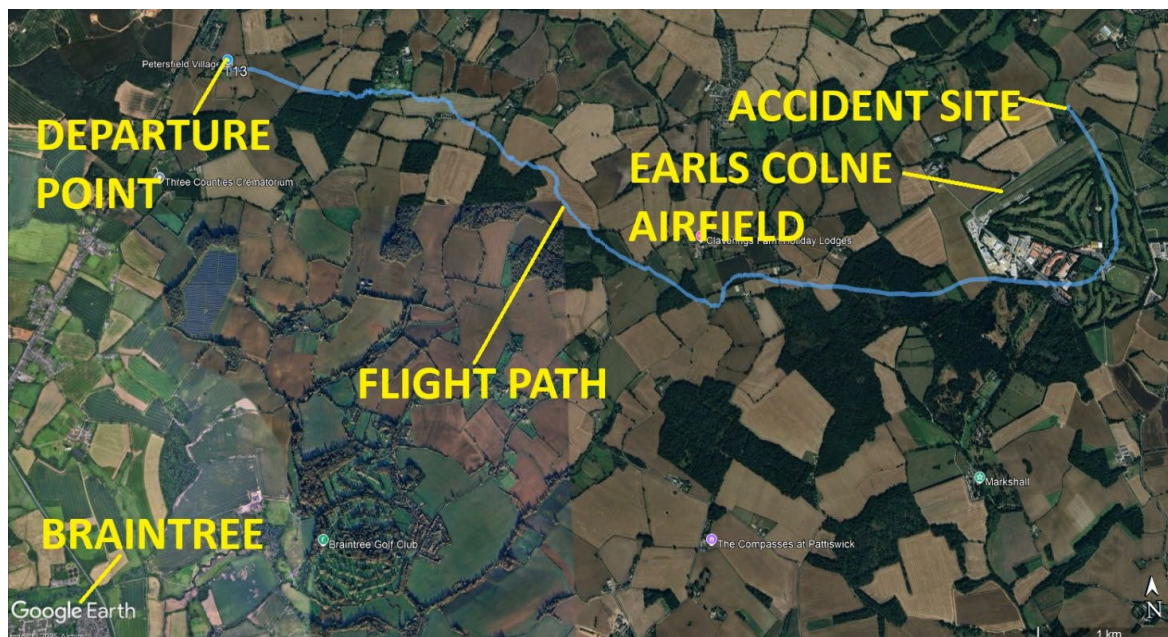 Petersfield Village
T13
DEPARTURE
POINT
Three Counties Crematorium
ACCIDENT SITE
EARLS COLNE
AIRFIELD
Claverings Farm Holiday Lodges
FLIGHT PATH
Markshall
BRAINTREE
Braintree Golf Club
The Compasses at Pattiswick
Google Earth
N
1 km